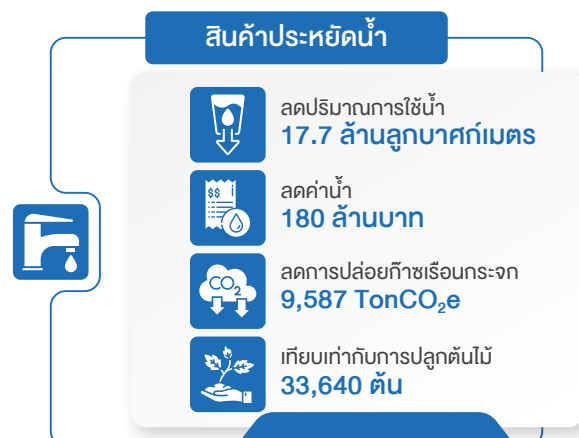 สินค้าประหยัดน้ำ
ลดปริมาณการใช้น้ำ
17.7 ล้านลูกบาศก์เมตร
$$
ลดค่าน้ำ
180 ล้านบาท
CO₂
ลดการปล่อยก๊าซเรือนกระจก
9,587 TonCO₂e
เทียบเท่ากับการปลูกต้นไม้
33,640 ต้น